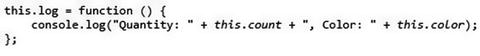 this.log = function () {
    console.log("Quantity: " + this.count + ", Color: " + this.color);
};